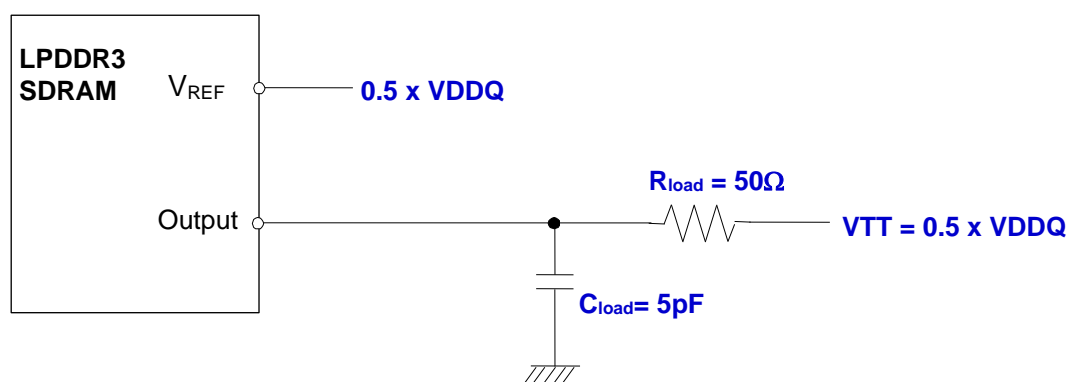 LPDDR3
SDRAM
VREF
0.5 x VDDQ
Rload = 50Ω
Output
VTT = 0.5 x VDDQ
Cload= 5pF